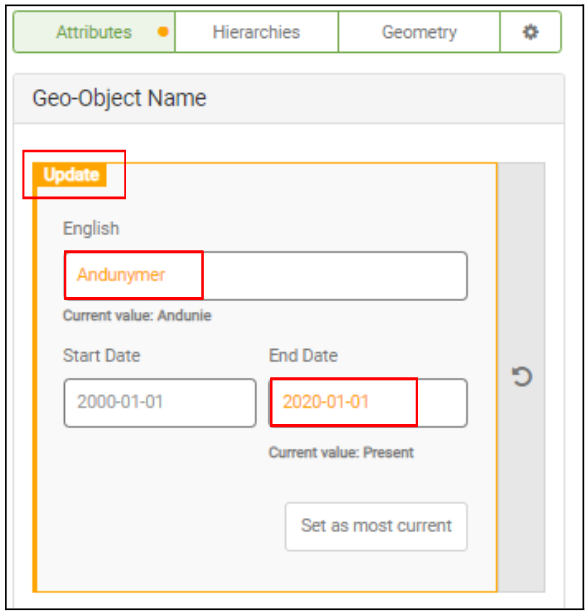 Attributes Hierarchies Geometry
Geo-Object Name
Update
English
Andunymer
Current value: Andunie
Start Date End Date
2000-01-01 2020-01-01
Current value: Present
Set as most current